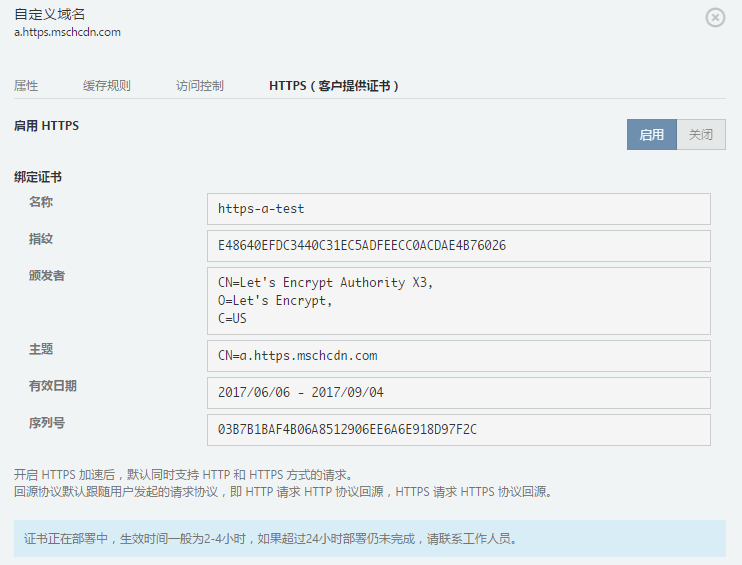 自定义域名
a.https.mschcdn.com
属性 缓存规则 访问控制 HTTPS（客户提供证书）
启用 HTTPS
启用 关闭
绑定证书
名称 https-a-test
指纹 E48640EFDC3440C31EC5ADFEECC0ACDAE4B76026
颁发者 CN=Let's Encrypt Authority X3,
O=Let's Encrypt,
C=US
主题 CN=a.https.mschcdn.com
有效日期 2017/06/06 - 2017/09/04
序列号 03B7B1BAF4B06A8512906EE6A6E918D97F2C
开启 HTTPS 加速后，默认同时支持 HTTP 和 HTTPS 方式的请求。
回源协议默认跟随用户发起的请求协议，即 HTTP 请求 HTTP 协议回源，HTTPS 请求 HTTPS 协议回源。
证书正在部署中，生效时间一般为2-4小时，如果超过24小时部署仍未完成，请联系工作人员。